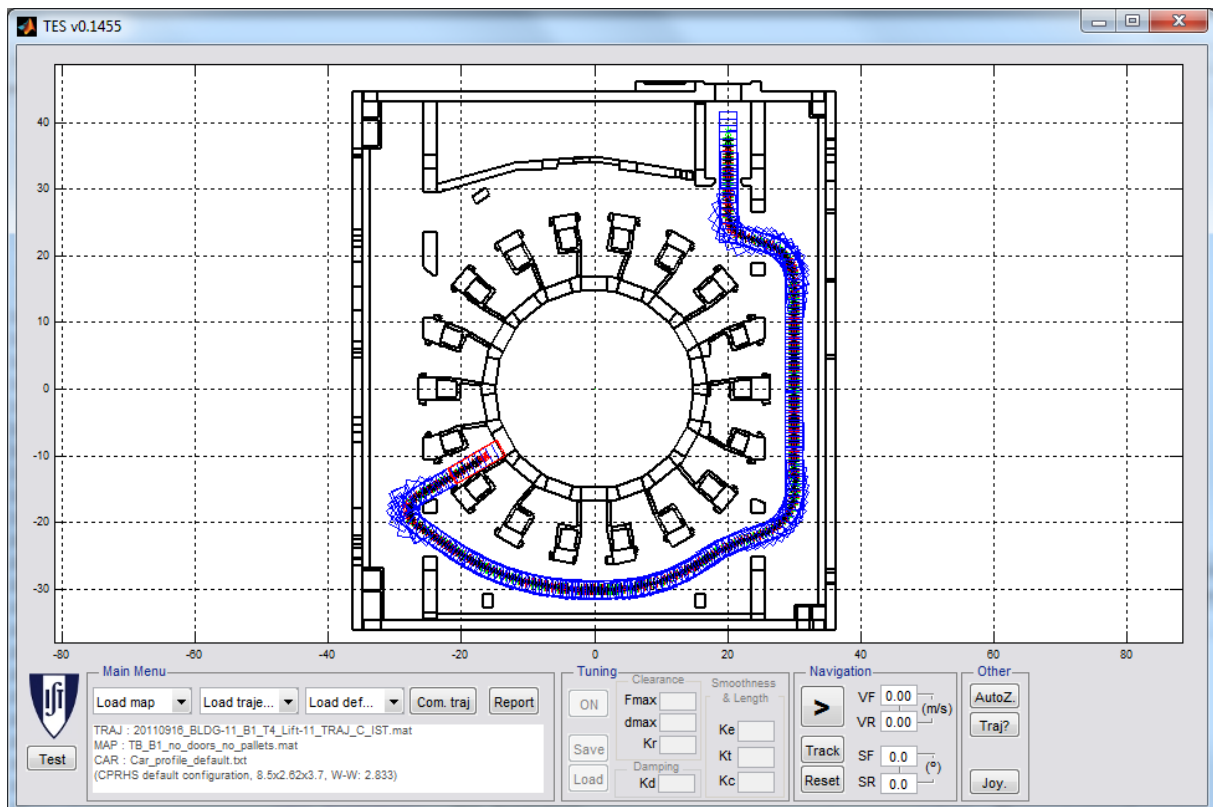 TES v0.1455
40
30
20
10
0
-10
-20
-30
-80 -60 -40 -20 0 20 40 60 80
Main Menu
Load map Load traje... Load def... Com. traj Report
TRAJ : 20110916_BLDG-11_B1_T4_Lift-11_TRAJ_C_IST.mat
MAP : TB_B1_no_doors_no_pallets.mat
CAR : Car_profile_default.txt
(CPRHS default configuration, 8.5x2.62x3.7, W-W: 2.833)
IST
Test
Tuning
ON
Save
Load
Clearance
Fmax
dmax
Kr
Damping
Kd
Smoothness
& Length
Ke
Kt
Kc
Navigation
>
Track
Reset
VF 0.00
VR 0.00
(m/s)
SF 0.0
SR 0.0
(º)
Other
AutoZ.
Traj?
Joy.